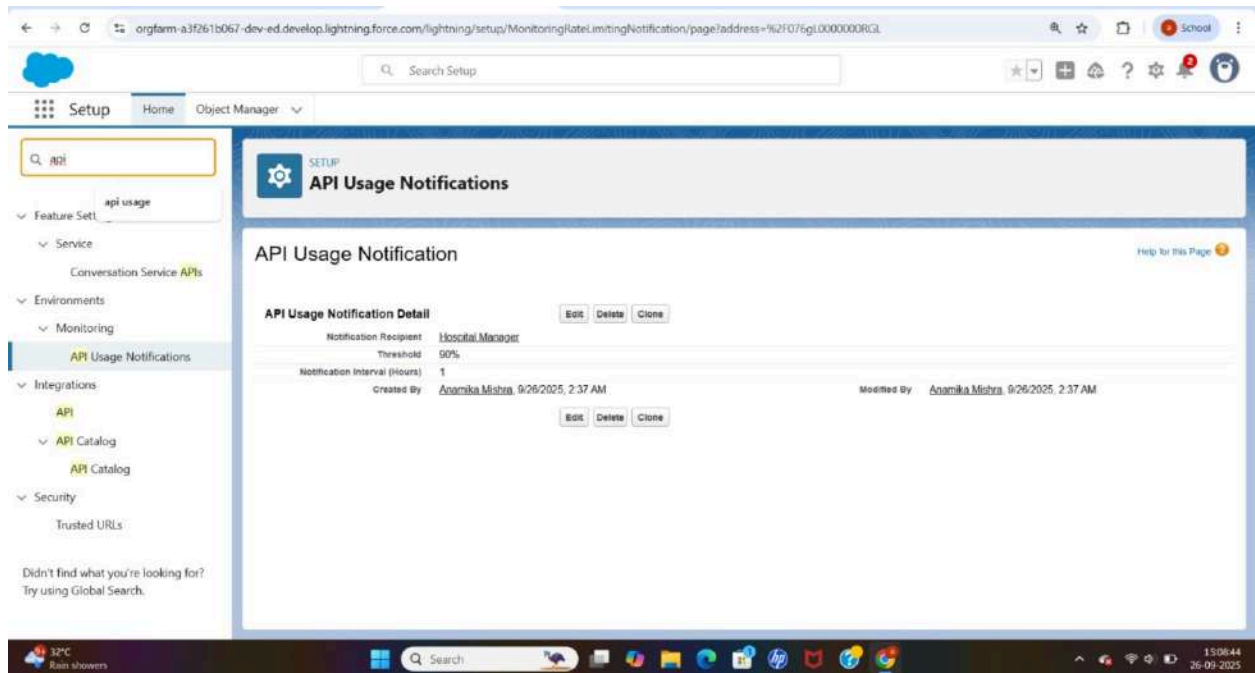 orgfarm-a3f261b067-dev-ed.develop.lightning.force.com/lightning/setup/MonitoringRateLimitingNotification/page?address=%2F076gL0000000RGL
School
Search Setup
2
Setup
Home
Object Manager
api
api usage
Feature Sett
Service
Conversation Service APIs
Environments
Monitoring
API Usage Notifications
Integrations
API
API Catalog
API Catalog
Security
Trusted URLs
Didn't find what you're looking for?
Try using Global Search.
SETUP
API Usage Notifications
API Usage Notification
Help for this Page
API Usage Notification Detail
Edit Delete Clone
Notification Recipient Hospital Manager
Threshold 90%
Notification Interval (Hours) 1
Created By Anamika Mishra, 9/26/2025, 2:37 AM
Modified By Anamika Mishra, 9/26/2025, 2:37 AM
Edit Delete Clone
32°C
Rain showers
Search
15:08:44
26-09-2025